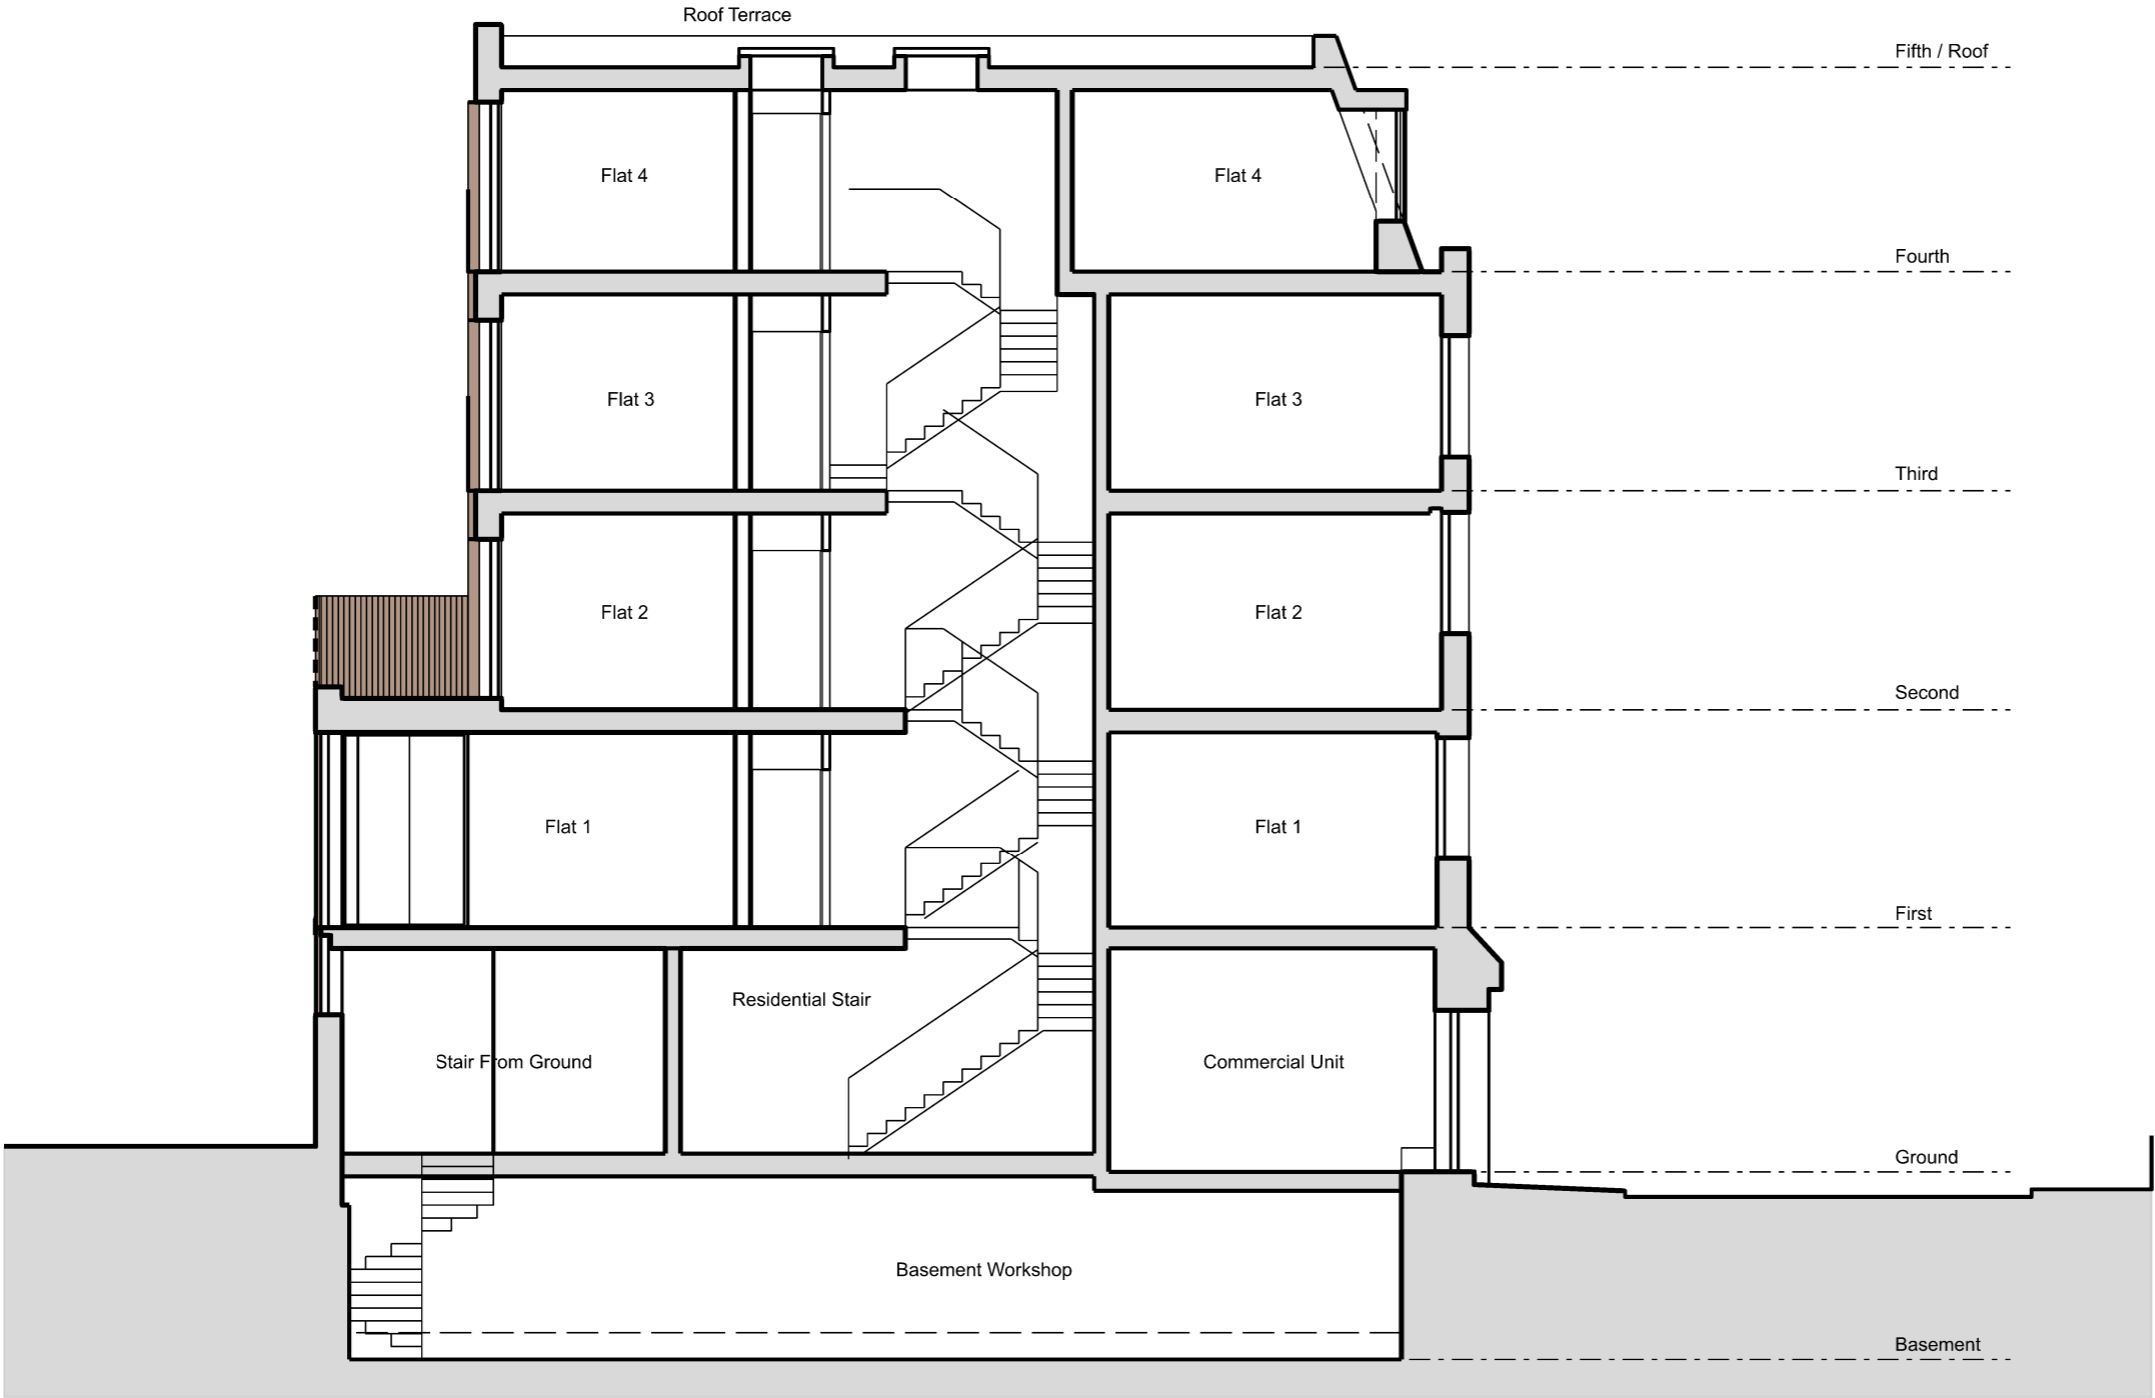 Roof Terrace
Fifth / Roof
Flat 4
Flat 4
Fourth
Flat 3
Flat 3
Third
Flat 2
Flat 2
Second
Flat 1
Flat 1
First
Residential Stair
Stair From Ground
Commercial Unit
Ground
Basement Workshop
Basement